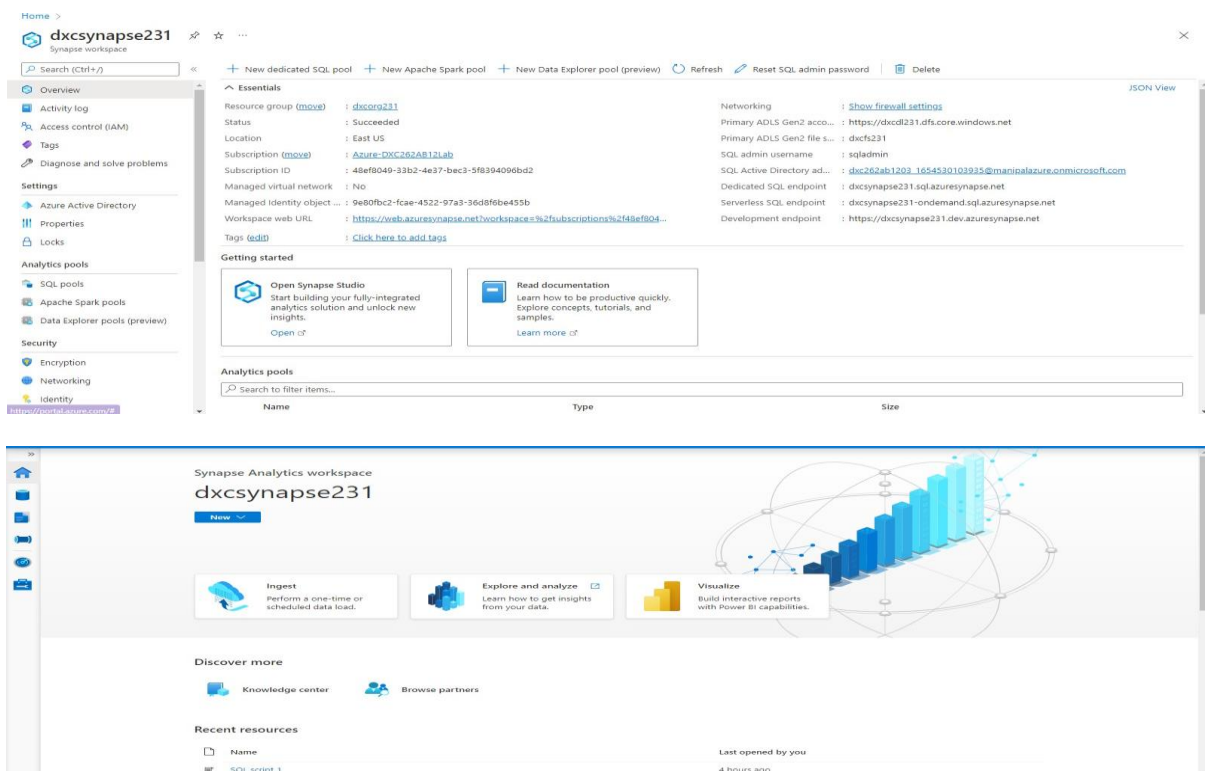 Home >
dxcsynapse231
Synapse workspace
Search (Ctrl+/)
New dedicated SQL pool New Apache Spark pool New Data Explorer pool (preview) Refresh Reset SQL admin password Delete
Overview
Activity log
Access control (IAM)
Tags
Diagnose and solve problems
Settings
Azure Active Directory
Properties
Locks
Analytics pools
SQL pools
Apache Spark pools
Data Explorer pools (preview)
Security
Encryption
Networking
Identity
https://portal.azure.com/#
Essentials
JSON View
Resource group (move) : dxcorg231
Status : Succeeded
Location : East US
Subscription (move) : Azure-DXC262AB12Lab
Subscription ID : 48ef8049-33b2-4e37-bec3-5f8394096bd2
Managed virtual network : No
Managed Identity object ... : 9e80fbc2-fcae-4522-97a3-36d8f6be455b
Workspace web URL : https://web.azuresynapse.net?workspace=%2fsubscriptions%2f48ef804...
Tags (edit) : Click here to add tags
Networking : Show firewall settings
Primary ADLS Gen2 acco... : https://dxcdl231.dfs.core.windows.net
Primary ADLS Gen2 file s... : dxcfs231
SQL admin username : sqladmin
SQL Active Directory ad... : dxc262ab1203_1654530103935@manipalazure.onmicrosoft.com
Dedicated SQL endpoint : dxcsynapse231.sql.azuresynapse.net
Serverless SQL endpoint : dxcsynapse231-ondemand.sql.azuresynapse.net
Development endpoint : https://dxcsynapse231.dev.azuresynapse.net
Getting started
Open Synapse Studio
Start building your fully-integrated
analytics solution and unlock new
insights.
Open
Read documentation
Learn how to be productive quickly.
Explore concepts, tutorials, and
samples.
Learn more
Analytics pools
Search to filter items...
Name Type Size
Synapse Analytics workspace
dxcsynapse231
New
Ingest
Perform a one-time or
scheduled data load.
Explore and analyze
Learn how to get insights
from your data.
Visualize
Build interactive reports
with Power BI capabilities.
Discover more
Knowledge center Browse partners
Recent resources
Name Last opened by you
SQL script 1 4 hours ago